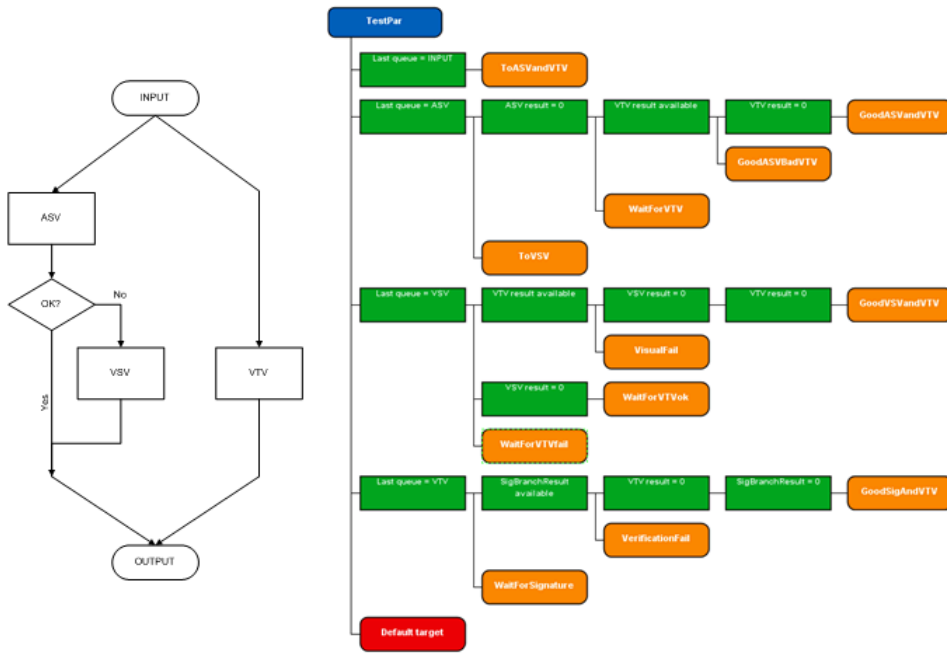 INPUT
ASV
OK?
No
Yes
VSV
VTV
OUTPUT
TestPar
Last queue = INPUT
ToASVandVTV
Last queue = ASV
ASV result = 0
VTV result available
VTV result = 0
GoodASVandVTV
GoodASVBadVTV
WaitForVTV
ToVSV
Last queue = VSV
VTV result available
VSV result = 0
VTV result = 0
GoodVSVandVTV
VisualFail
VSV result = 0
WaitForVTVok
WaitForVTVfail
Last queue = VTV
SigBranchResult
available
VTV result = 0
SigBranchResult = 0
GoodSigAndVTV
VerificationFail
WaitForSignature
Default target